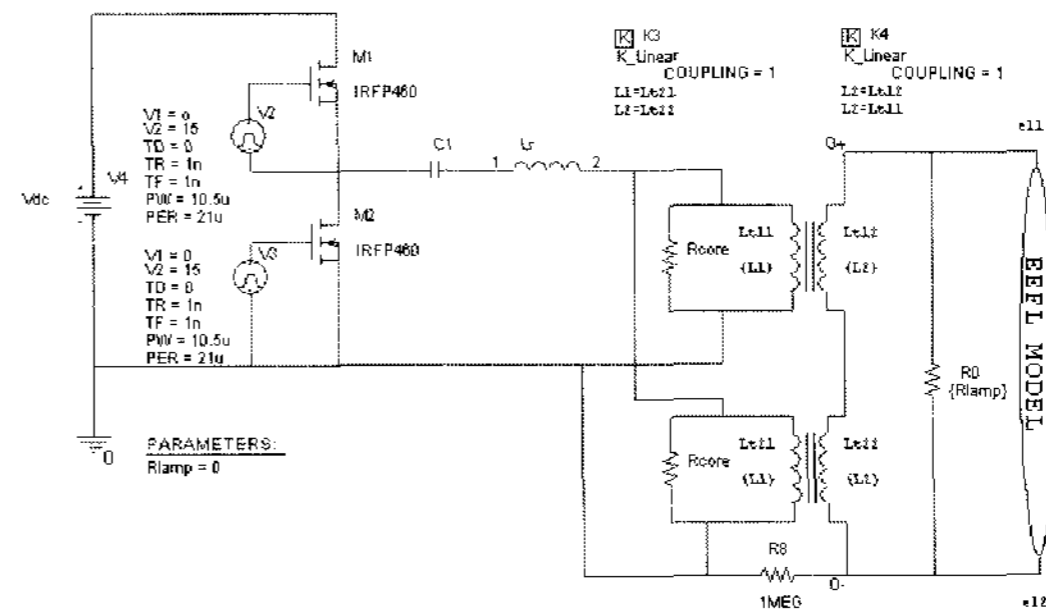 K K3
K_Linear
COUPLING = 1
L1=Lt21
L2=Lt22
K K4
K_Linear
COUPLING = 1
L2=Lt12
L2=Lt11
M1
IRFP460
V2
V1 = 0
V2 = 15
TD = 0
TR = 1n
TF = 1n
PW = 10.5u
PER = 21u
Vdc
V4
C1
Lr
1
2
G+
el1
M2
IRFP460
V3
V1 = 0
V2 = 15
TD = 0
TR = 1n
TF = 1n
PW = 10.5u
PER = 21u
Rcore
Lt11
{L1}
Lt12
{L2}
EEFL MODEL
R0
{Rlamp}
0
PARAMETERS:
Rlamp = 0
Rcore
Lt21
{L1}
Lt22
{L2}
R8
1MEG
el2